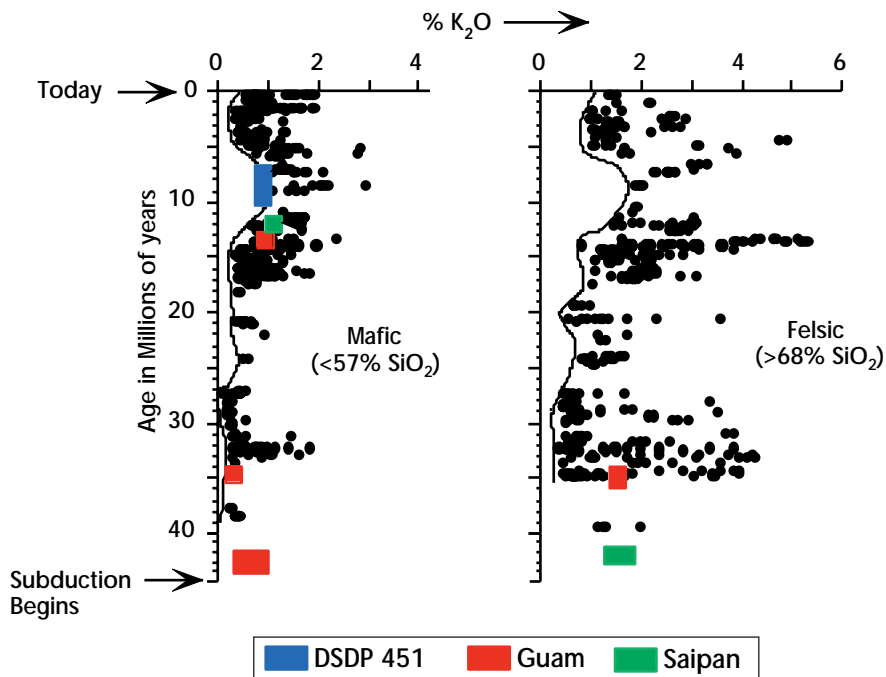 % K₂O
0 2 4
0 2 4 6
Today
0
10
20
30
40
Age in Millions of years
Mafic
(<57% SiO₂)
Felsic
(>68% SiO₂)
Subduction
Begins
DSDP 451 Guam Saipan